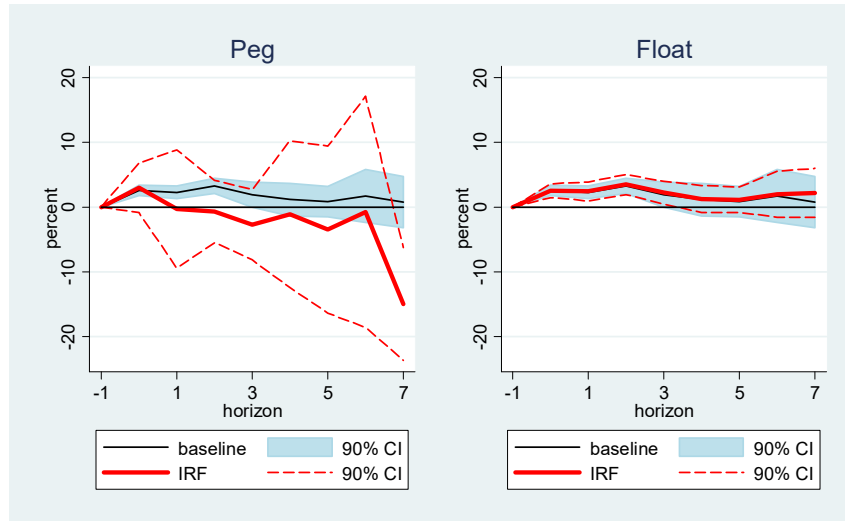 Peg
20
10
0
-10
-20
percent
-1 1 3 5 7
horizon
baseline 90% CI
IRF 90% CI
Float
20
10
0
-10
-20
percent
-1 1 3 5 7
horizon
baseline 90% CI
IRF 90% CI